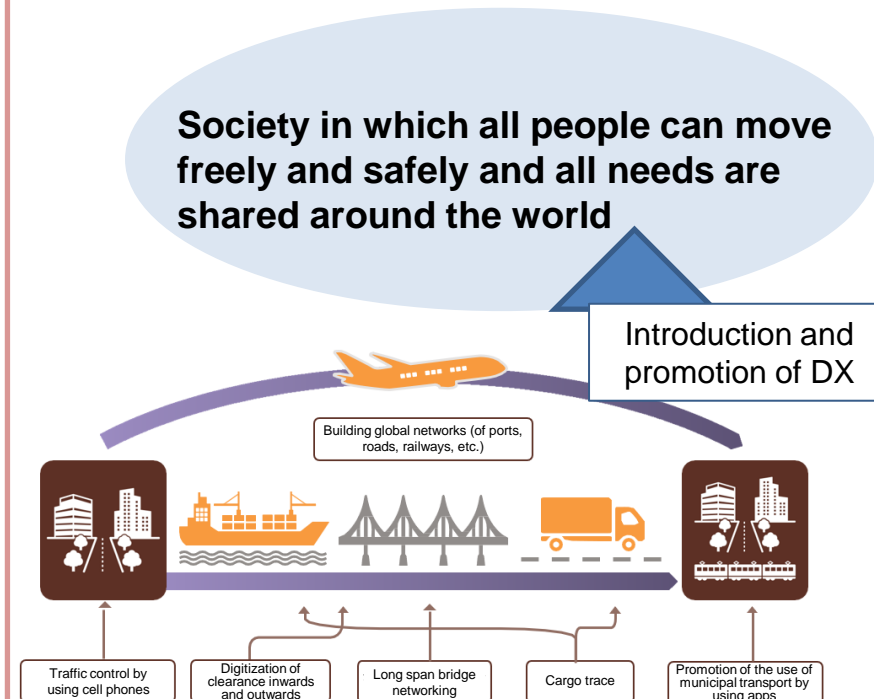 Society in which all people can move
freely and safely and all needs are
shared around the world
Introduction and
promotion of DX
Building global networks (of ports,
roads, railways, etc.)
Traffic control by
using cell phones
Digitization of
clearance inwards
and outwards
Long span bridge
networking
Cargo trace
Promotion of the use of
municipal transport by
using apps